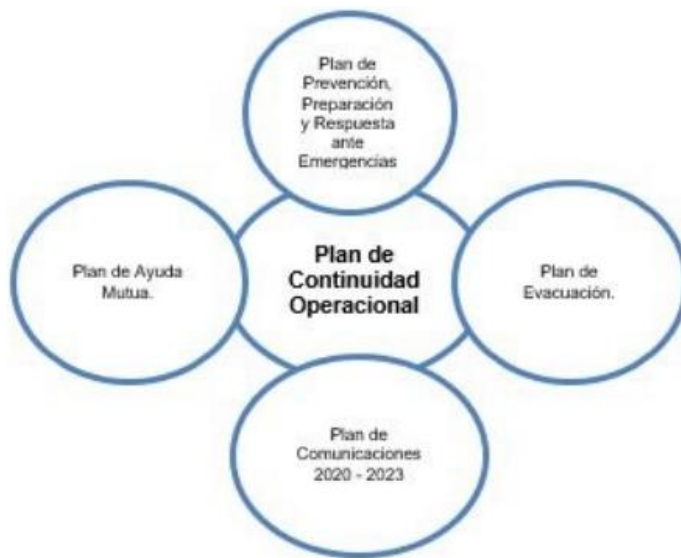 Plan de
Prevención,
Preparación
y Respuesta
ante
Emergencias
Plan de Ayuda
Mutua.
Plan de
Continuidad
Operacional
Plan de
Evacuación.
Plan de
Comunicaciones
2020 - 2023